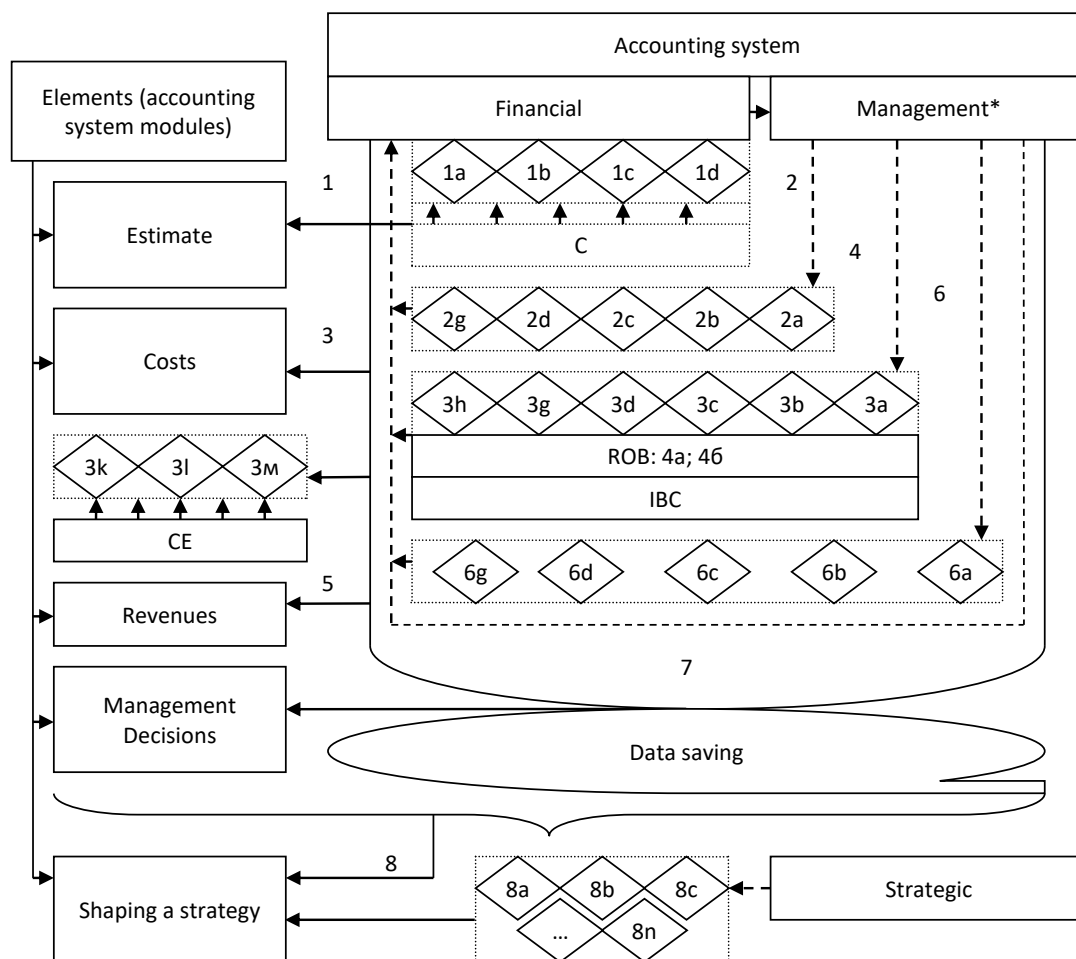 Accounting system
Elements (accounting
system modules)
Financial
Management*
1a 1b 1c 1d
1
2
Estimate
C
4
6
2g 2d 2c 2b 2a
3
Costs
3h 3g 3d 3c 3b 3a
ROB: 4a; 4б
3k 3l 3м
IBC
CE
6g 6d 6c 6b 6a
5
Revenues
7
Management
Decisions
Data saving
8
8a 8b 8c
Strategic
Shaping a strategy
... 8n